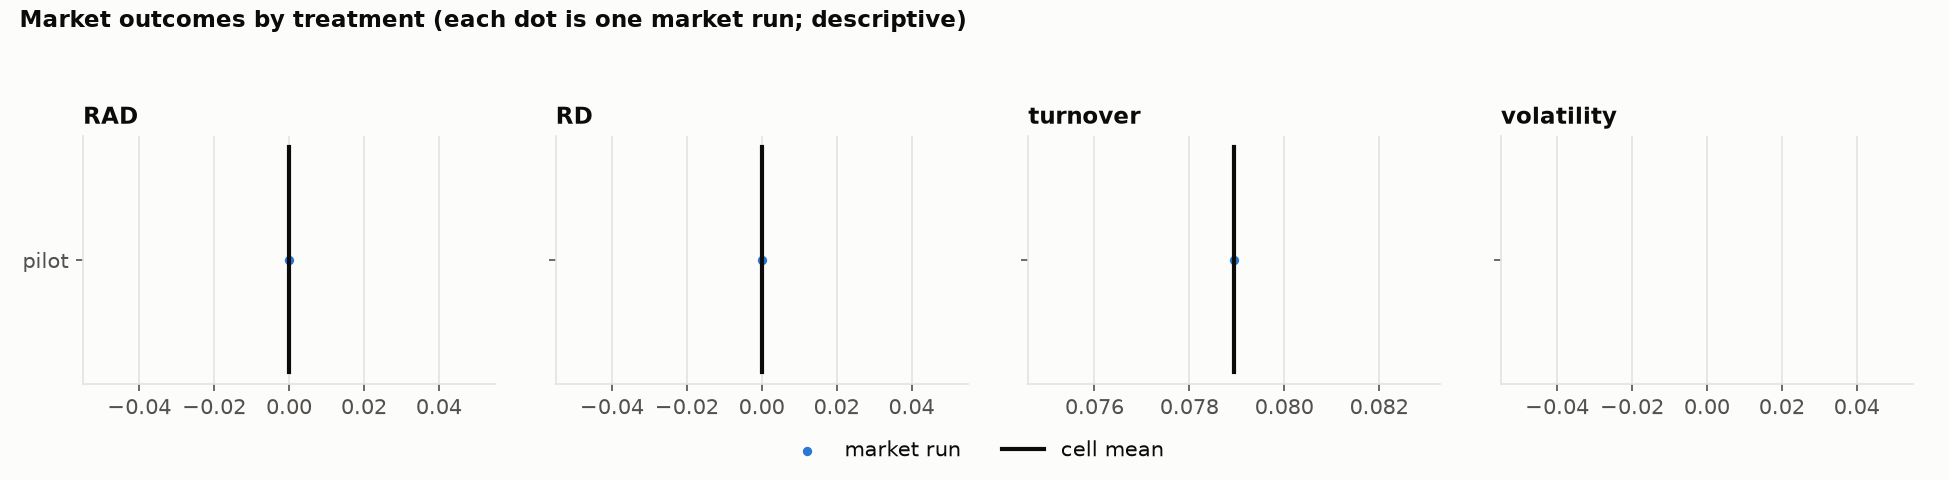 Market outcomes by treatment (each dot is one market run; descriptive)
RAD
RD
turnover
volatility
pilot
−0.04 −0.02 0.00 0.02 0.04
−0.04 −0.02 0.00 0.02 0.04
0.076 0.078 0.080 0.082
−0.04 −0.02 0.00 0.02 0.04
market run
cell mean